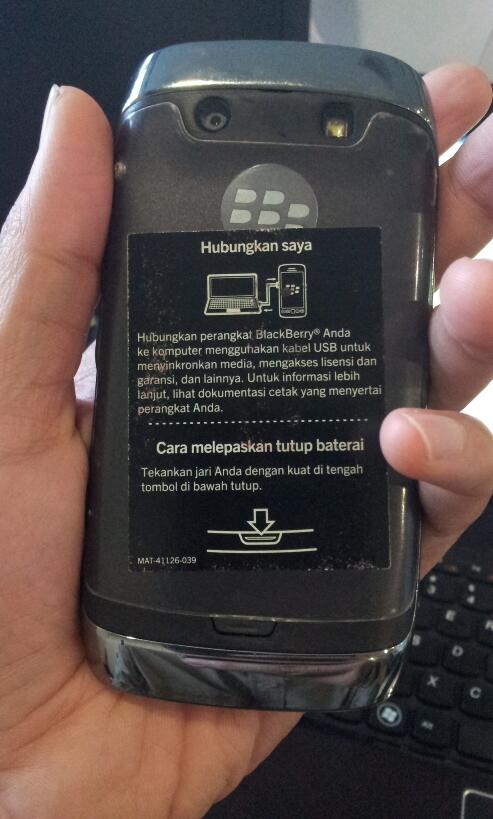 Hubungkan saya
Hubungkan perangkat BlackBerry® Anda
ke komputer menggunakan kabel USB untuk
menyinkronkan media, mengakses lisensi dan
garansi, dan lainnya. Untuk informasi lebih
lanjut, lihat dokumentasi cetak yang menyertai
perangkat Anda.
Cara melepaskan tutup baterai
Tekankan jari Anda dengan kuat di tengah
tombol di bawah tutup.
MAT-41126-039
E
S
D
X
C
Alt